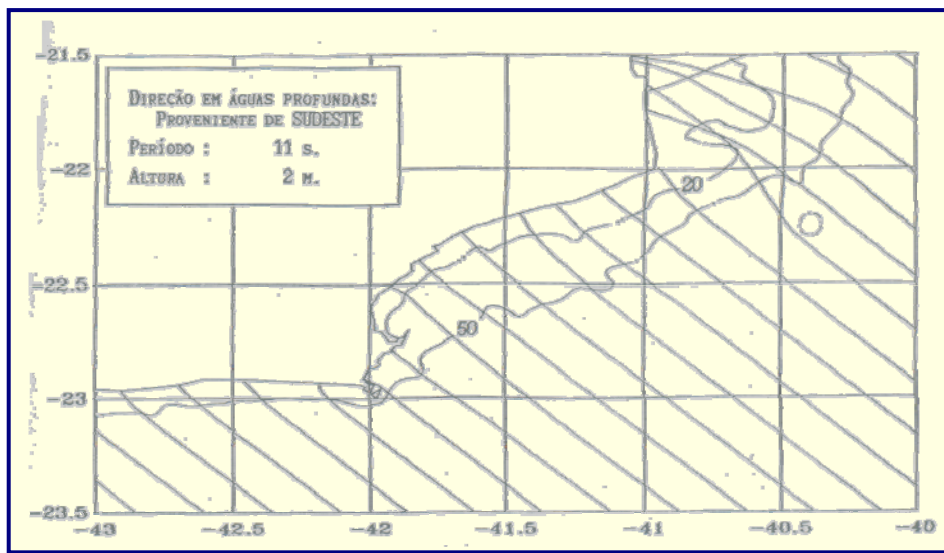 -21.5
DIREÇÃO EM ÁGUAS PROFUNDAS:
PROVENIENTE DE SUDESTE
PERÍODO : 11 s.
ALTURA : 2 M.
-22
20
-22.5
50
-23
-23.5
-43 -42.5 -42 -41.5 -41 -40.5 -40